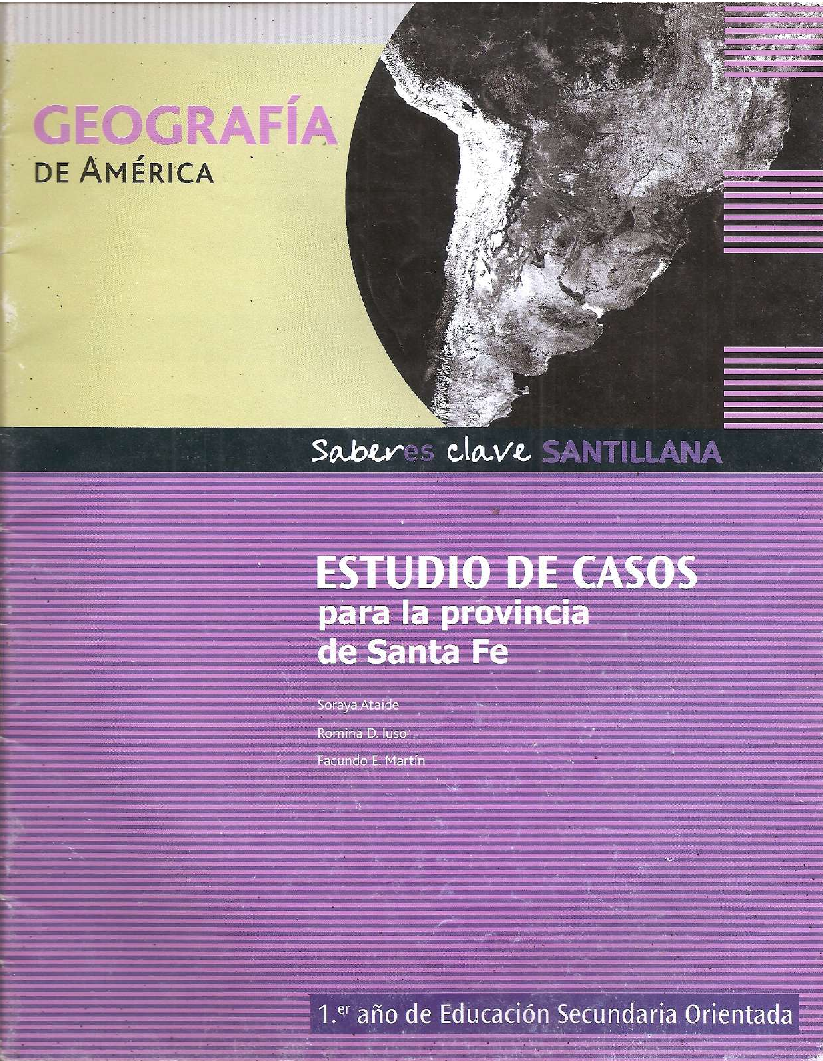 GEOGRAFÍA
DE AMÉRICA
Saberes clave SANTILLANA
ESTUDIO DE CASOS
para la provincia
de Santa Fe
Soraya Ataide
Romina D. Iuso
Facundo E. Martín
1.er año de Educación Secundaria Orientada